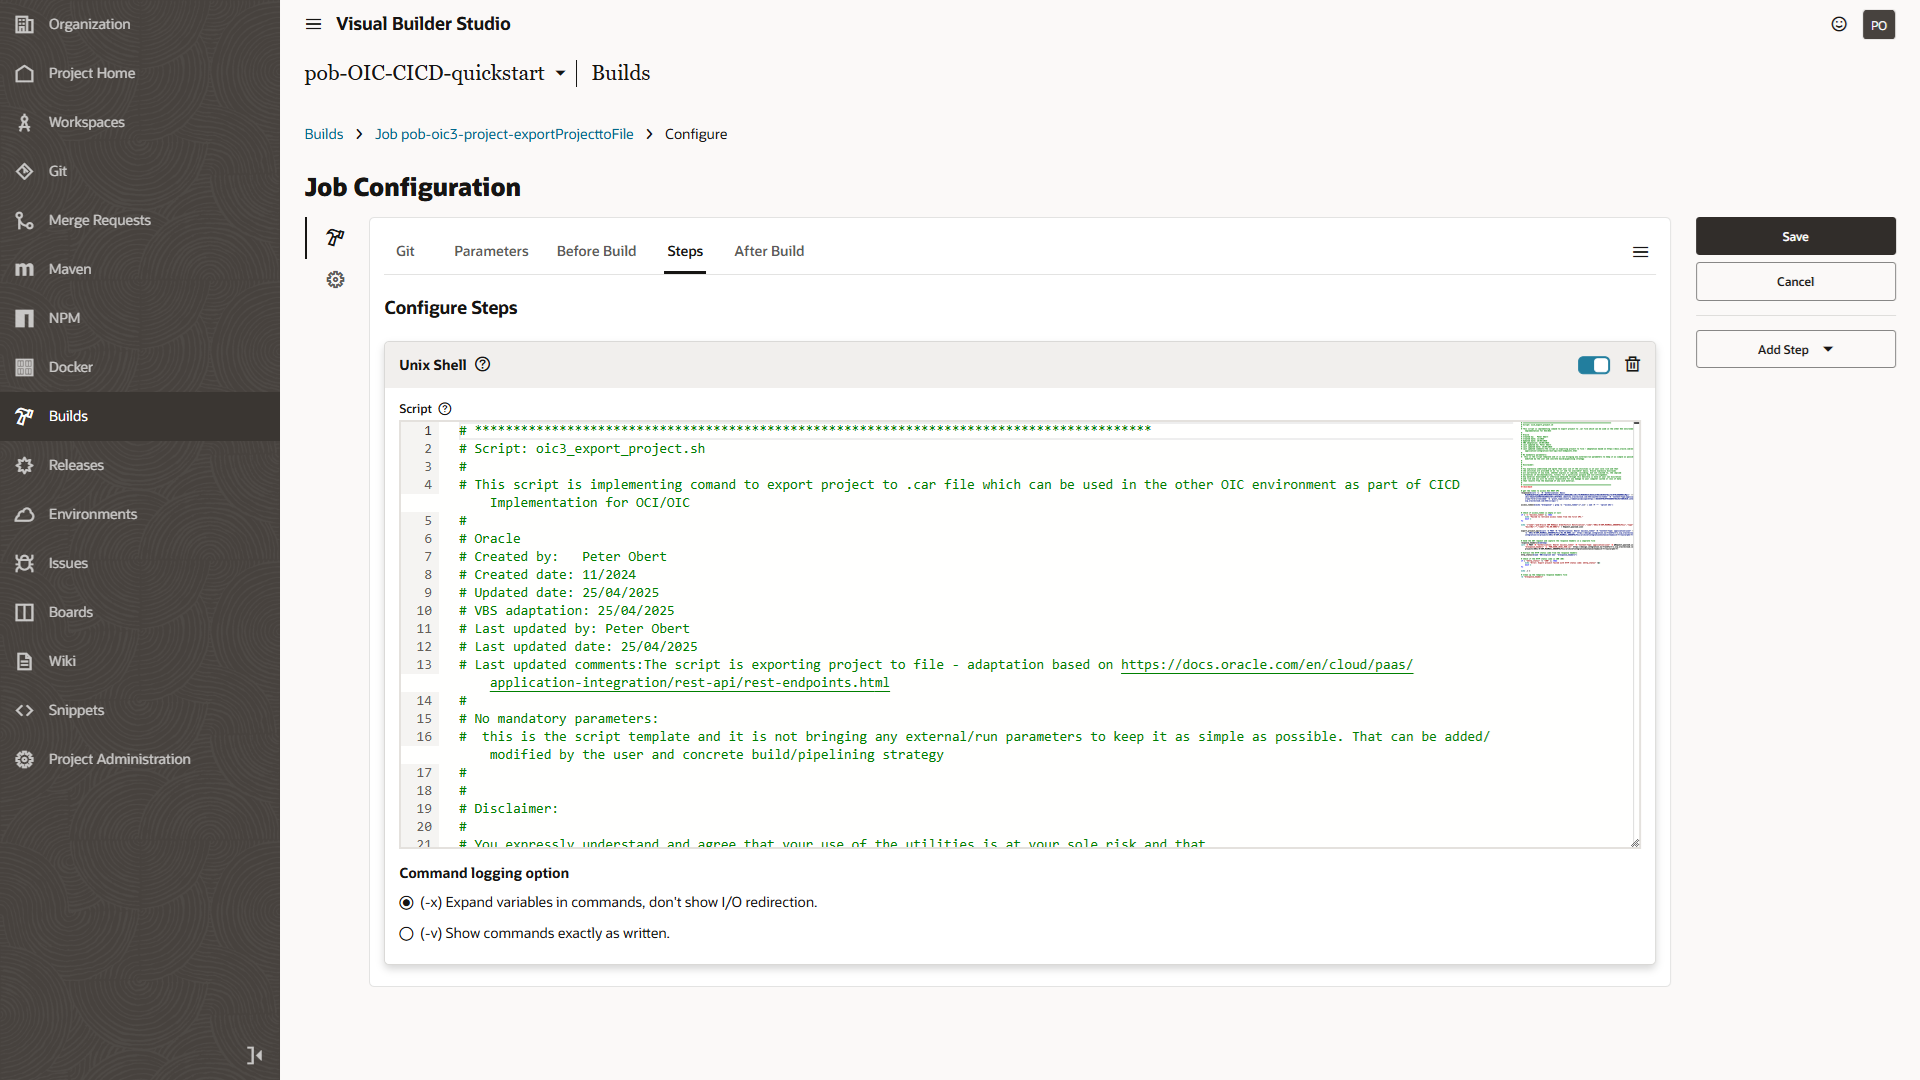 Organization
Project Home
Workspaces
Git
Merge Requests
Maven
NPM
Docker
Builds
Releases
Environments
Issues
Boards
Wiki
Snippets
Project Administration
Visual Builder Studio
PO
pob-OIC-CICD-quickstart
Builds
Builds > Job pob-oic3-project-exportProjecttoFile > Configure
Job Configuration
Git
Parameters
Before Build
Steps
After Build
Save
Cancel
Add Step
Configure Steps
Unix Shell
Script
1 # ****************************************************************************************
2 # Script: oic3_export_project.sh
3 #
4 # This script is implementing comand to export project to .car file which can be used in the other OIC environment as part of CICD
Implementation for OCI/OIC
5 #
6 # Oracle
7 # Created by:   Peter Obert
8 # Created date: 11/2024
9 # Updated date: 25/04/2025
10 # VBS adaptation: 25/04/2025
11 # Last updated by: Peter Obert
12 # Last updated date: 25/04/2025
13 # Last updated comments:The script is exporting project to file - adaptation based on https://docs.oracle.com/en/cloud/paas/
application-integration/rest-api/rest-endpoints.html
14 #
15 # No mandatory parameters:
16 #  this is the script template and it is not bringing any external/run parameters to keep it as simple as possible. That can be added/
modified by the user and concrete build/pipelining strategy
17 #
18 #
19 # Disclaimer:
20 #
21 # You expressly understand and agree that your use of the utilities is at your sole risk and that
Command logging option
(-x) Expand variables in commands, don't show I/O redirection.
(-v) Show commands exactly as written.